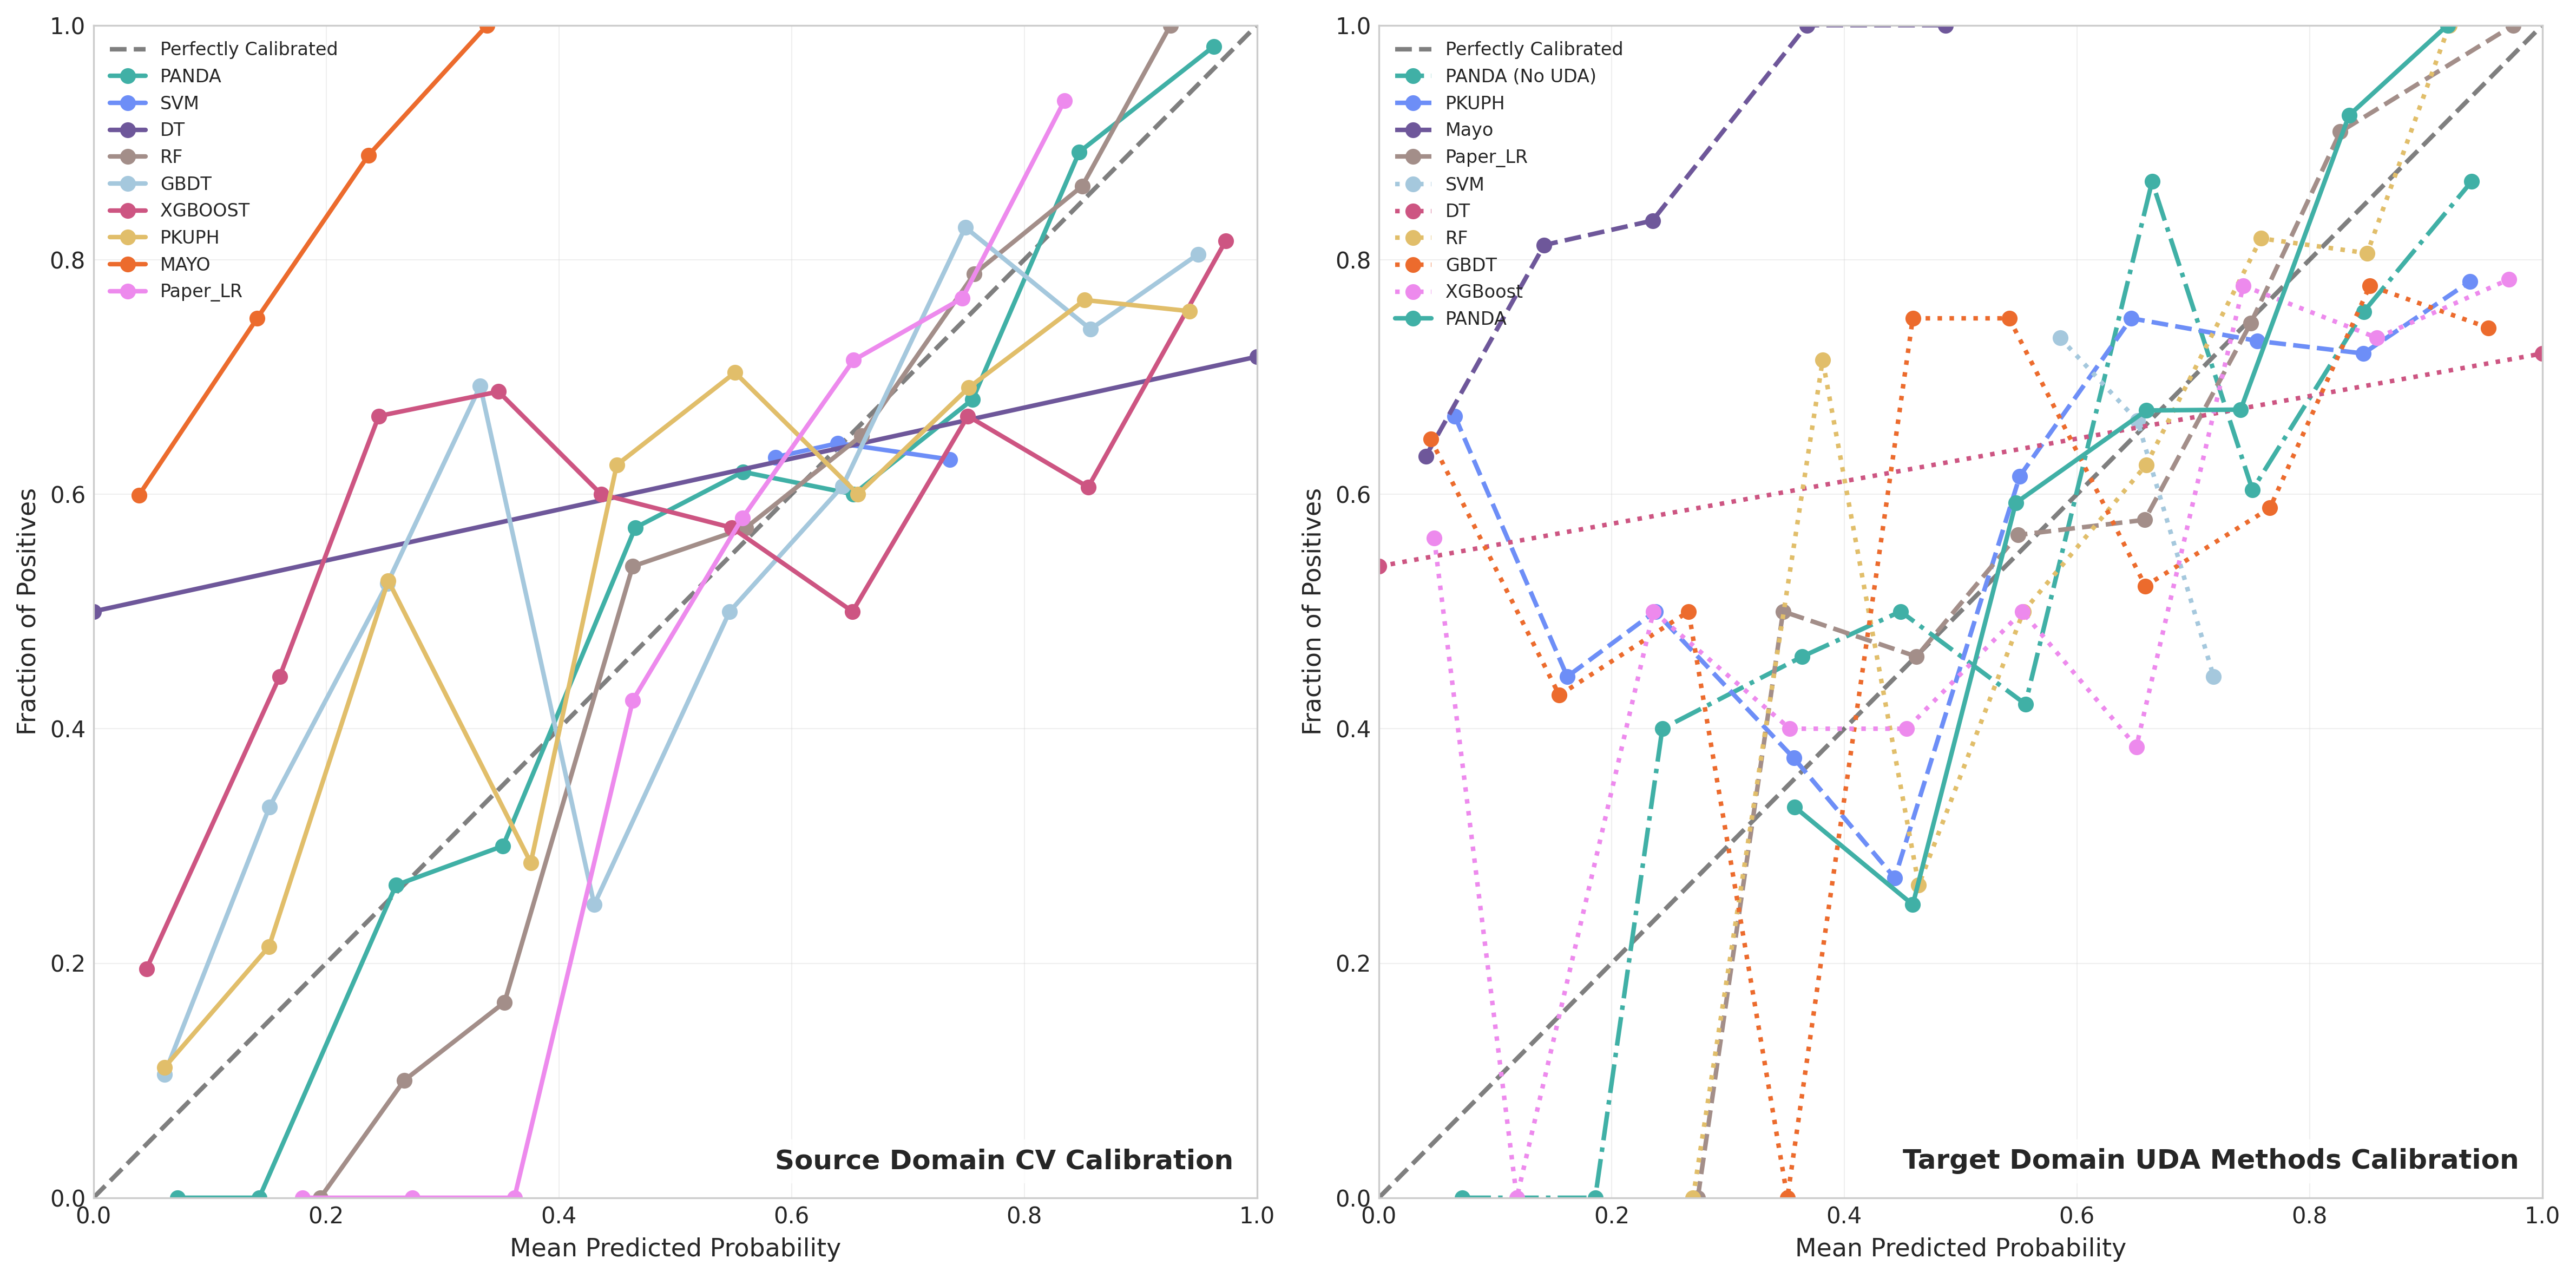 1.0
0.8
0.6
0.4
0.2
0.0
Fraction of Positives
Perfectly Calibrated
PANDA
SVM
DT
RF
GBDT
XGBOOST
PKUPH
MAYO
Paper_LR
Source Domain CV Calibration
0.0 0.2 0.4 0.6 0.8 1.0
Mean Predicted Probability
1.0
0.8
0.6
0.4
0.2
0.0
Fraction of Positives
Perfectly Calibrated
PANDA (No UDA)
PKUPH
Mayo
Paper_LR
SVM
DT
RF
GBDT
XGBoost
PANDA
Target Domain UDA Methods Calibration
0.0 0.2 0.4 0.6 0.8 1.0
Mean Predicted Probability